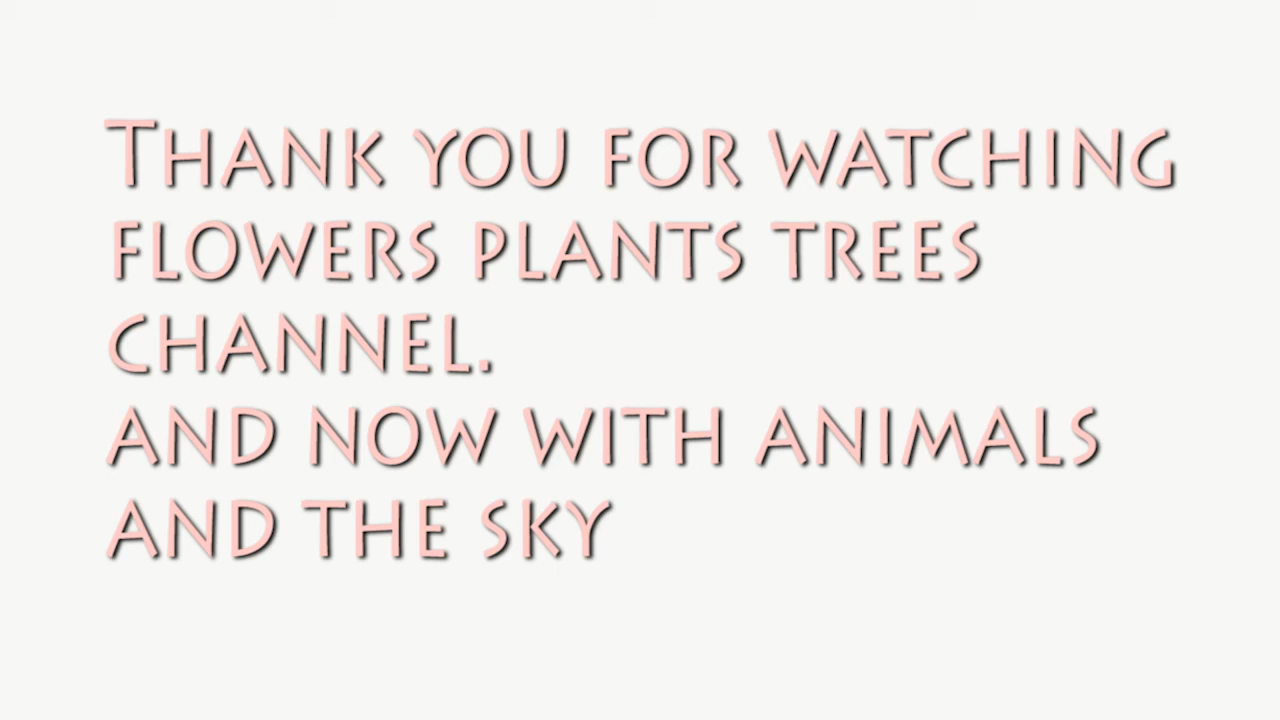 Thank you for watching
flowers plants trees
channel.
and now with animals
and the sky